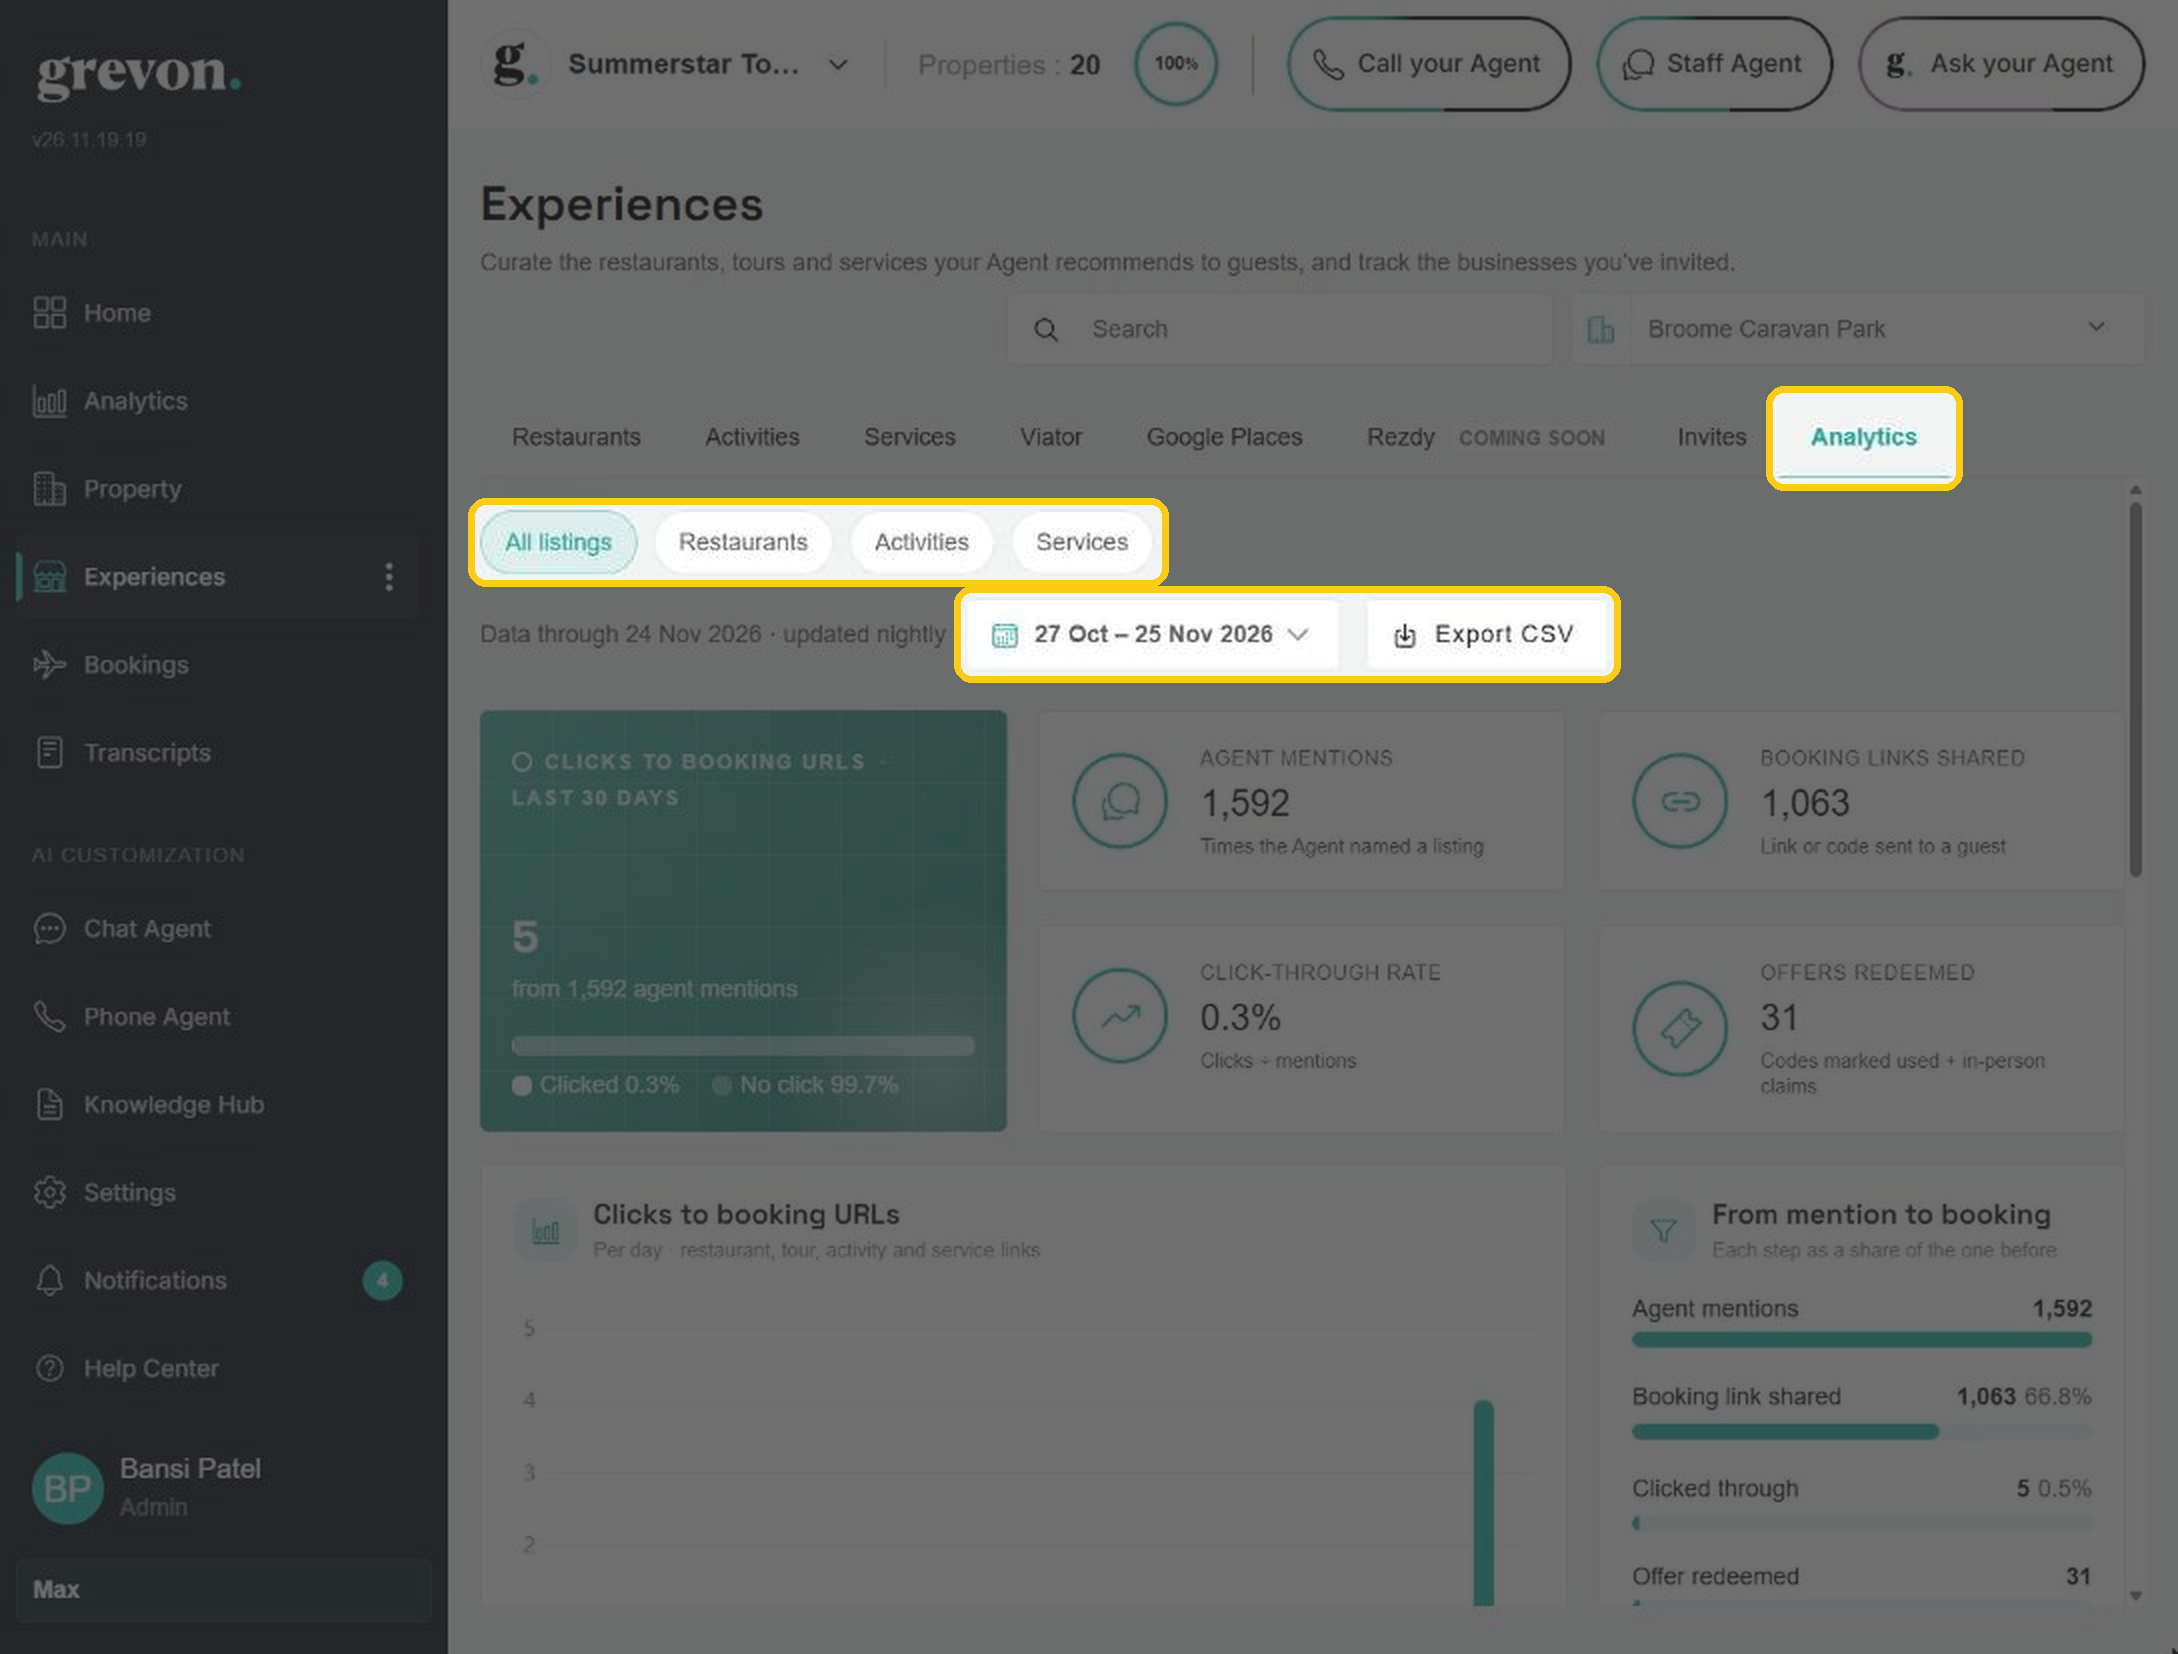 grevon.
v26.11.19.19
MAIN
Home
Analytics
Property
Experiences
Bookings
Transcripts
AI CUSTOMIZATION
Chat Agent
Phone Agent
Knowledge Hub
Settings
Notifications
4
Help Center
BP
Bansi Patel
Admin
Max
g.
Summerstar To...
Properties : 20
100%
Call your Agent
Staff Agent
g. Ask your Agent
Experiences
Curate the restaurants, tours and services your Agent recommends to guests, and track the businesses you've invited.
Search
Broome Caravan Park
Restaurants
Activities
Services
Viator
Google Places
Rezdy COMING SOON
Invites
Analytics
All listings
Restaurants
Activities
Services
Data through 24 Nov 2026 · updated nightly
27 Oct – 25 Nov 2026
Export CSV
CLICKS TO BOOKING URLS ·
LAST 30 DAYS
5
from 1,592 agent mentions
Clicked 0.3%
No click 99.7%
AGENT MENTIONS
1,592
Times the Agent named a listing
BOOKING LINKS SHARED
1,063
Link or code sent to a guest
CLICK-THROUGH RATE
0.3%
Clicks ÷ mentions
OFFERS REDEEMED
31
Codes marked used + in-person
claims
Clicks to booking URLs
Per day · restaurant, tour, activity and service links
5
4
3
2
From mention to booking
Each step as a share of the one before
Agent mentions 1,592
Booking link shared 1,063 66.8%
Clicked through 5 0.5%
Offer redeemed 31